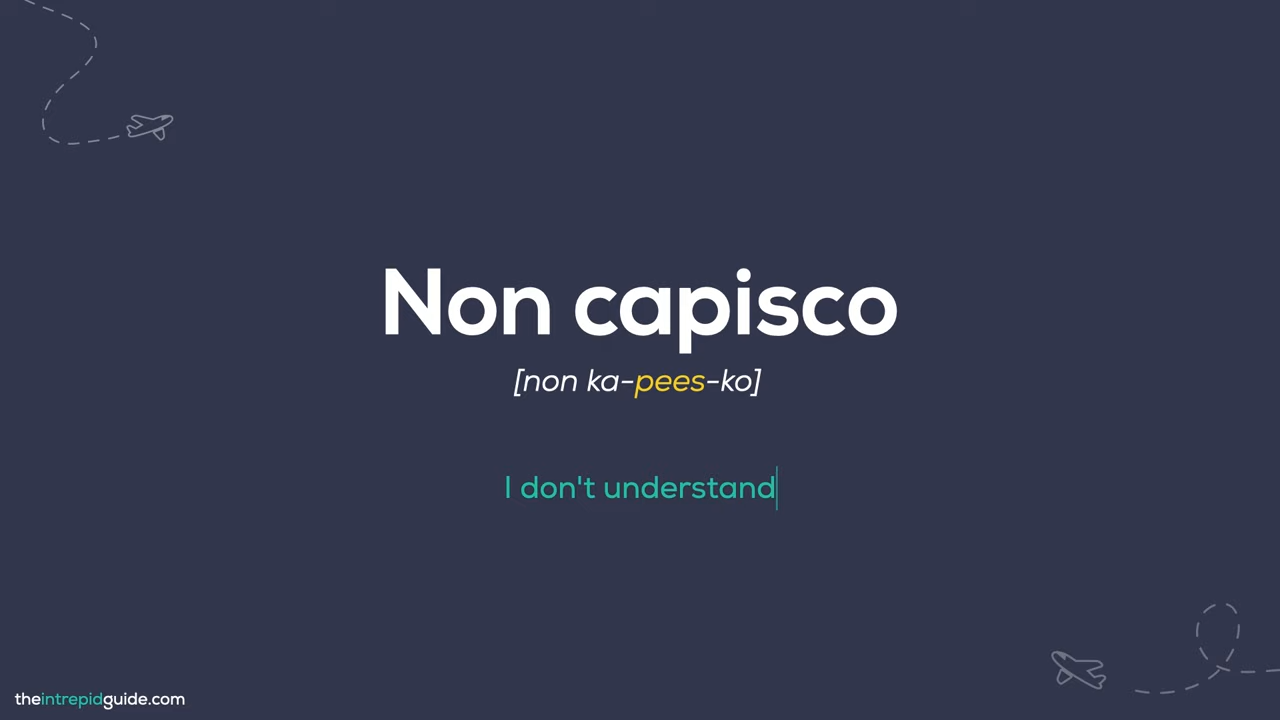 Non capisco
[non ka-pees-ko]
I don't understand
theintrepidguide.com